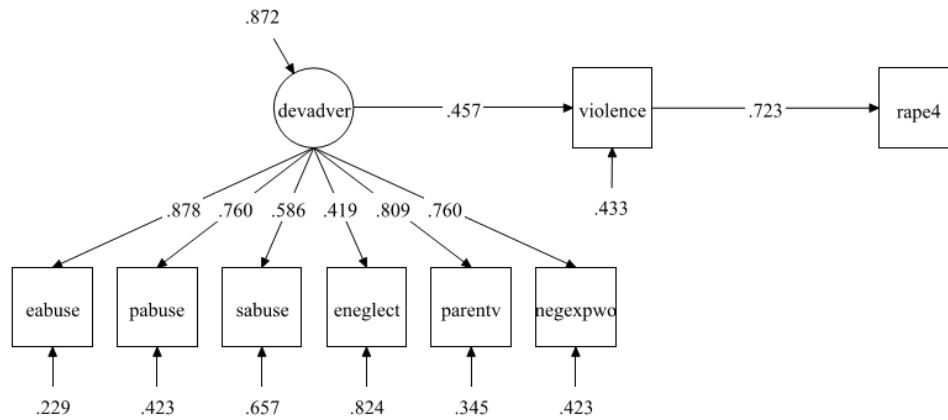 .872
devadver
.457
violence
.723
rape4
.433
.878
.760
.586
.419
.809
.760
eabuse
pabuse
sabuse
eneglect
parentv
negexpwo
.229
.423
.657
.824
.345
.423